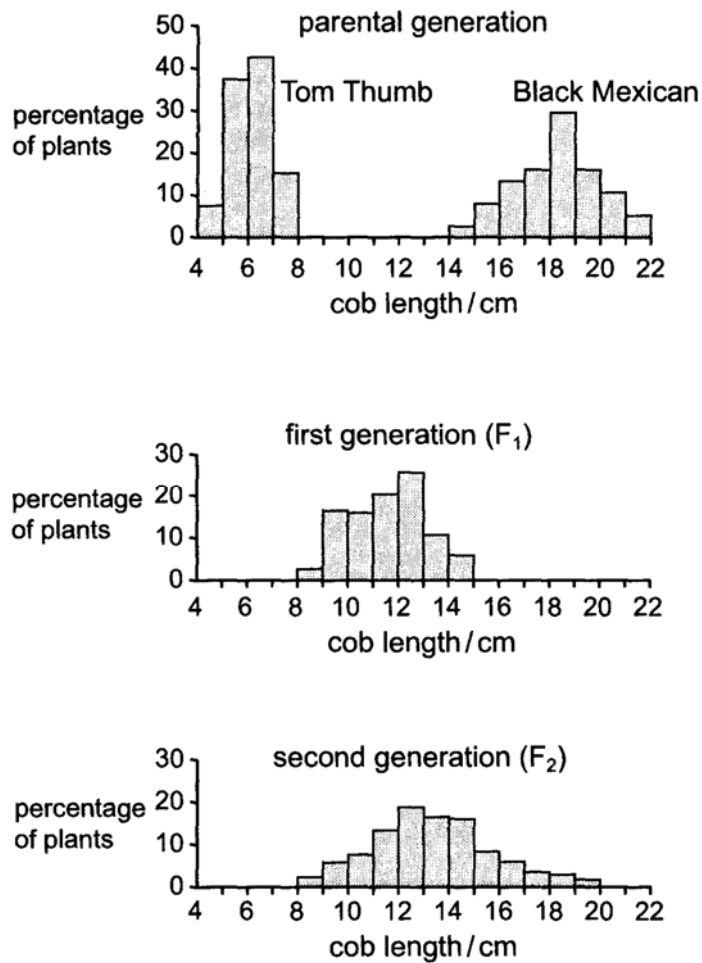 parental generation
50
40
30
20
10
0
percentage
of plants
Tom Thumb
Black Mexican
4 6 8 10 12 14 16 18 20 22
cob length/cm
first generation (F₁)
30
20
10
0
percentage
of plants
4 6 8 10 12 14 16 18 20 22
cob length/cm
second generation (F₂)
30
20
10
0
percentage
of plants
4 6 8 10 12 14 16 18 20 22
cob length/cm